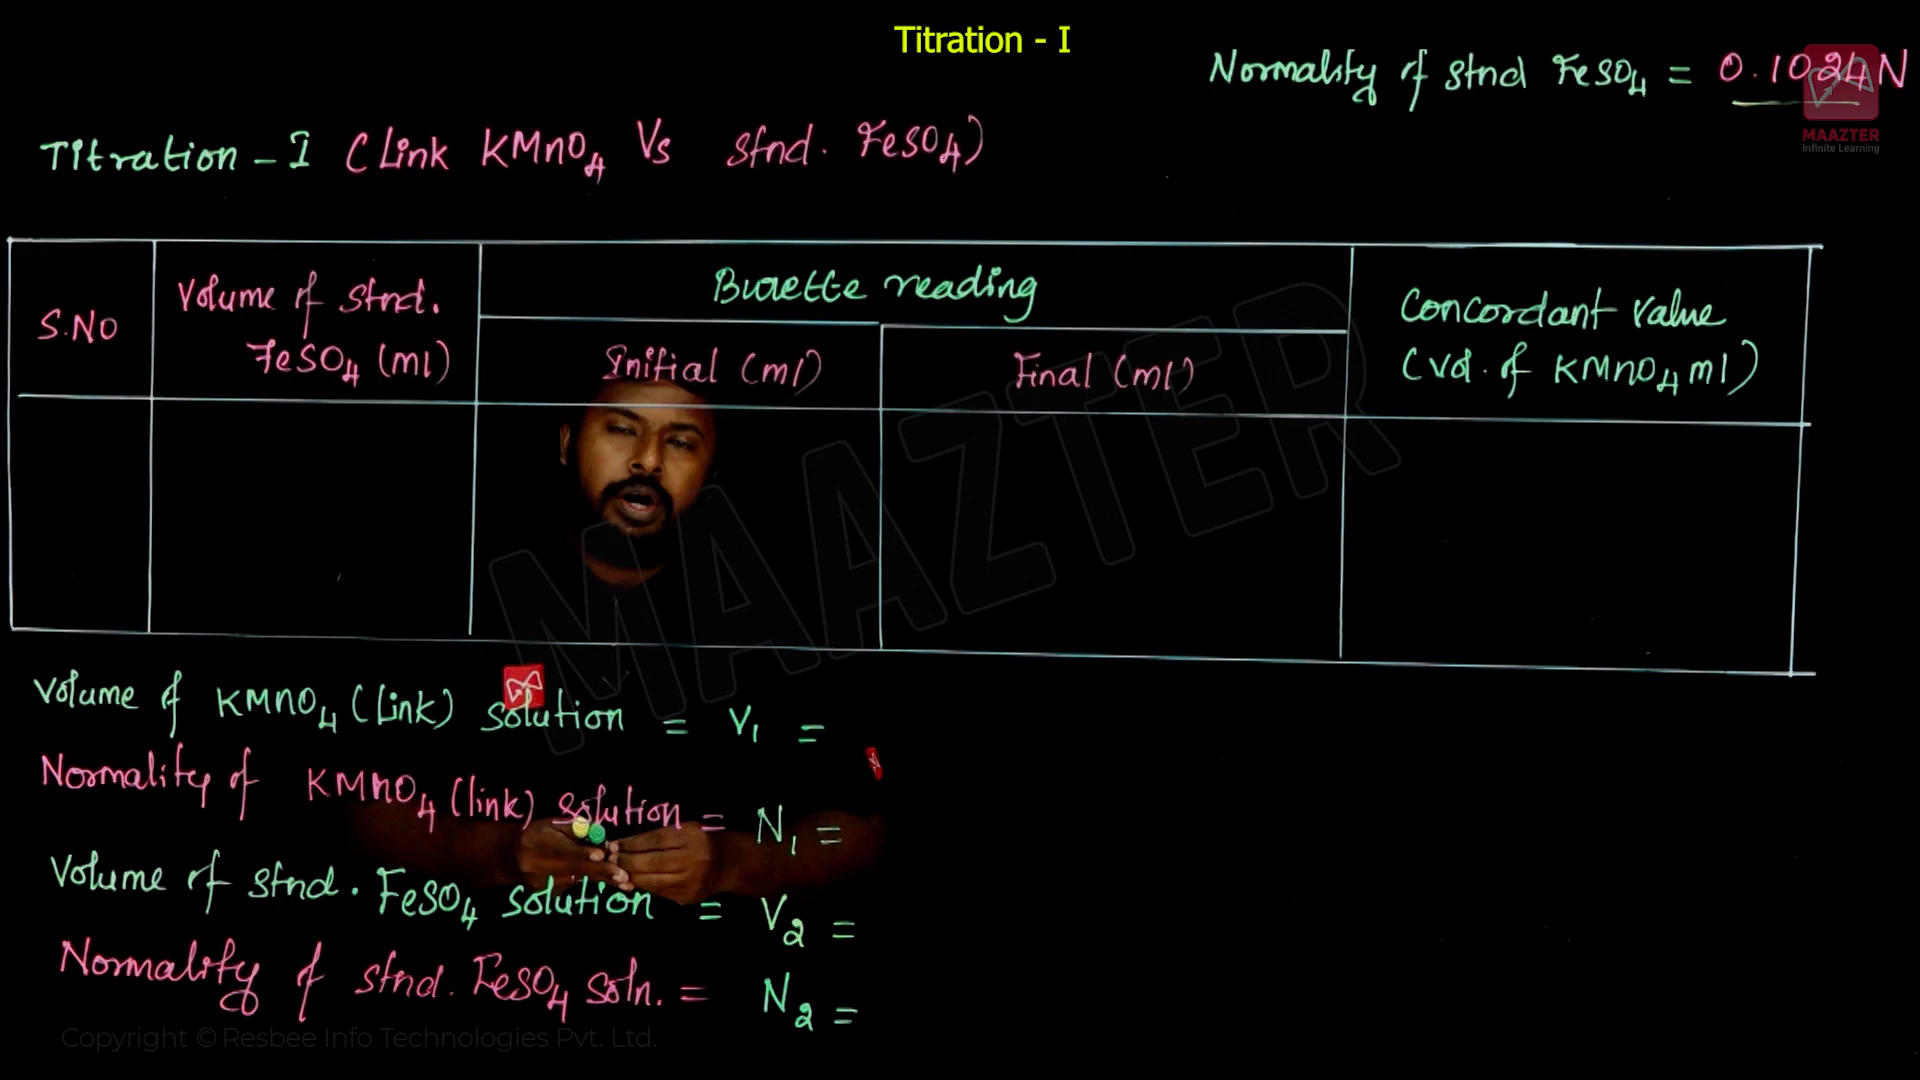 Titration - I
Normality of stnd FeSO4 = 0.1024 N
MAAZTER
Infinite Learning
Titration - I (Link KMnO4 Vs stnd. FeSO4)
S.NO
Volume of stnd.
FeSO4 (ml)
Burette reading
Initial (ml)
Final (ml)
Concordant Value
(Vol. of KMnO4 ml)
MAAZTER
Volume of KMnO4 (Link) solution = V1 =
Normality of KMnO4 (link) solution = N1 =
Volume of stnd. FeSO4 solution = V2 =
Normality of stnd. FeSO4 soln. = N2 =
Copyright © Resbee Info Technologies Pvt. Ltd.